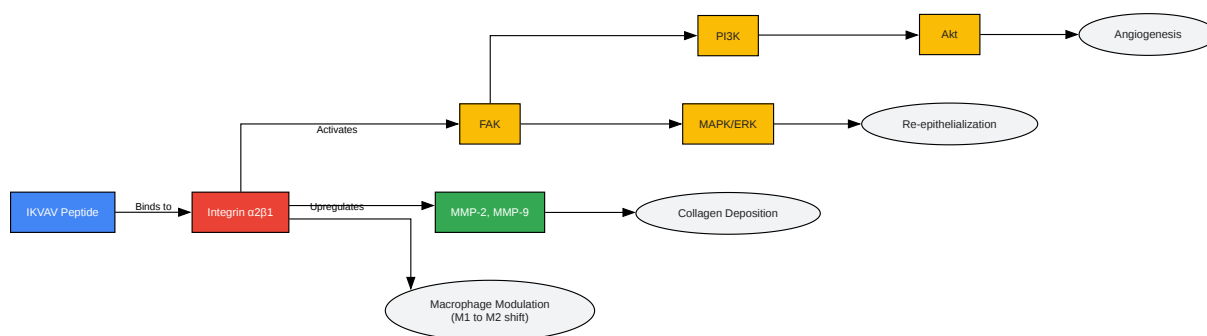 PI3K
Akt
Angiogenesis
Activates
FAK
MAPK/ERK
Re-epithelialization
IKVAV Peptide
Binds to
Integrin α2β1
Upregulates
MMP-2, MMP-9
Collagen Deposition
Macrophage Modulation
(M1 to M2 shift)